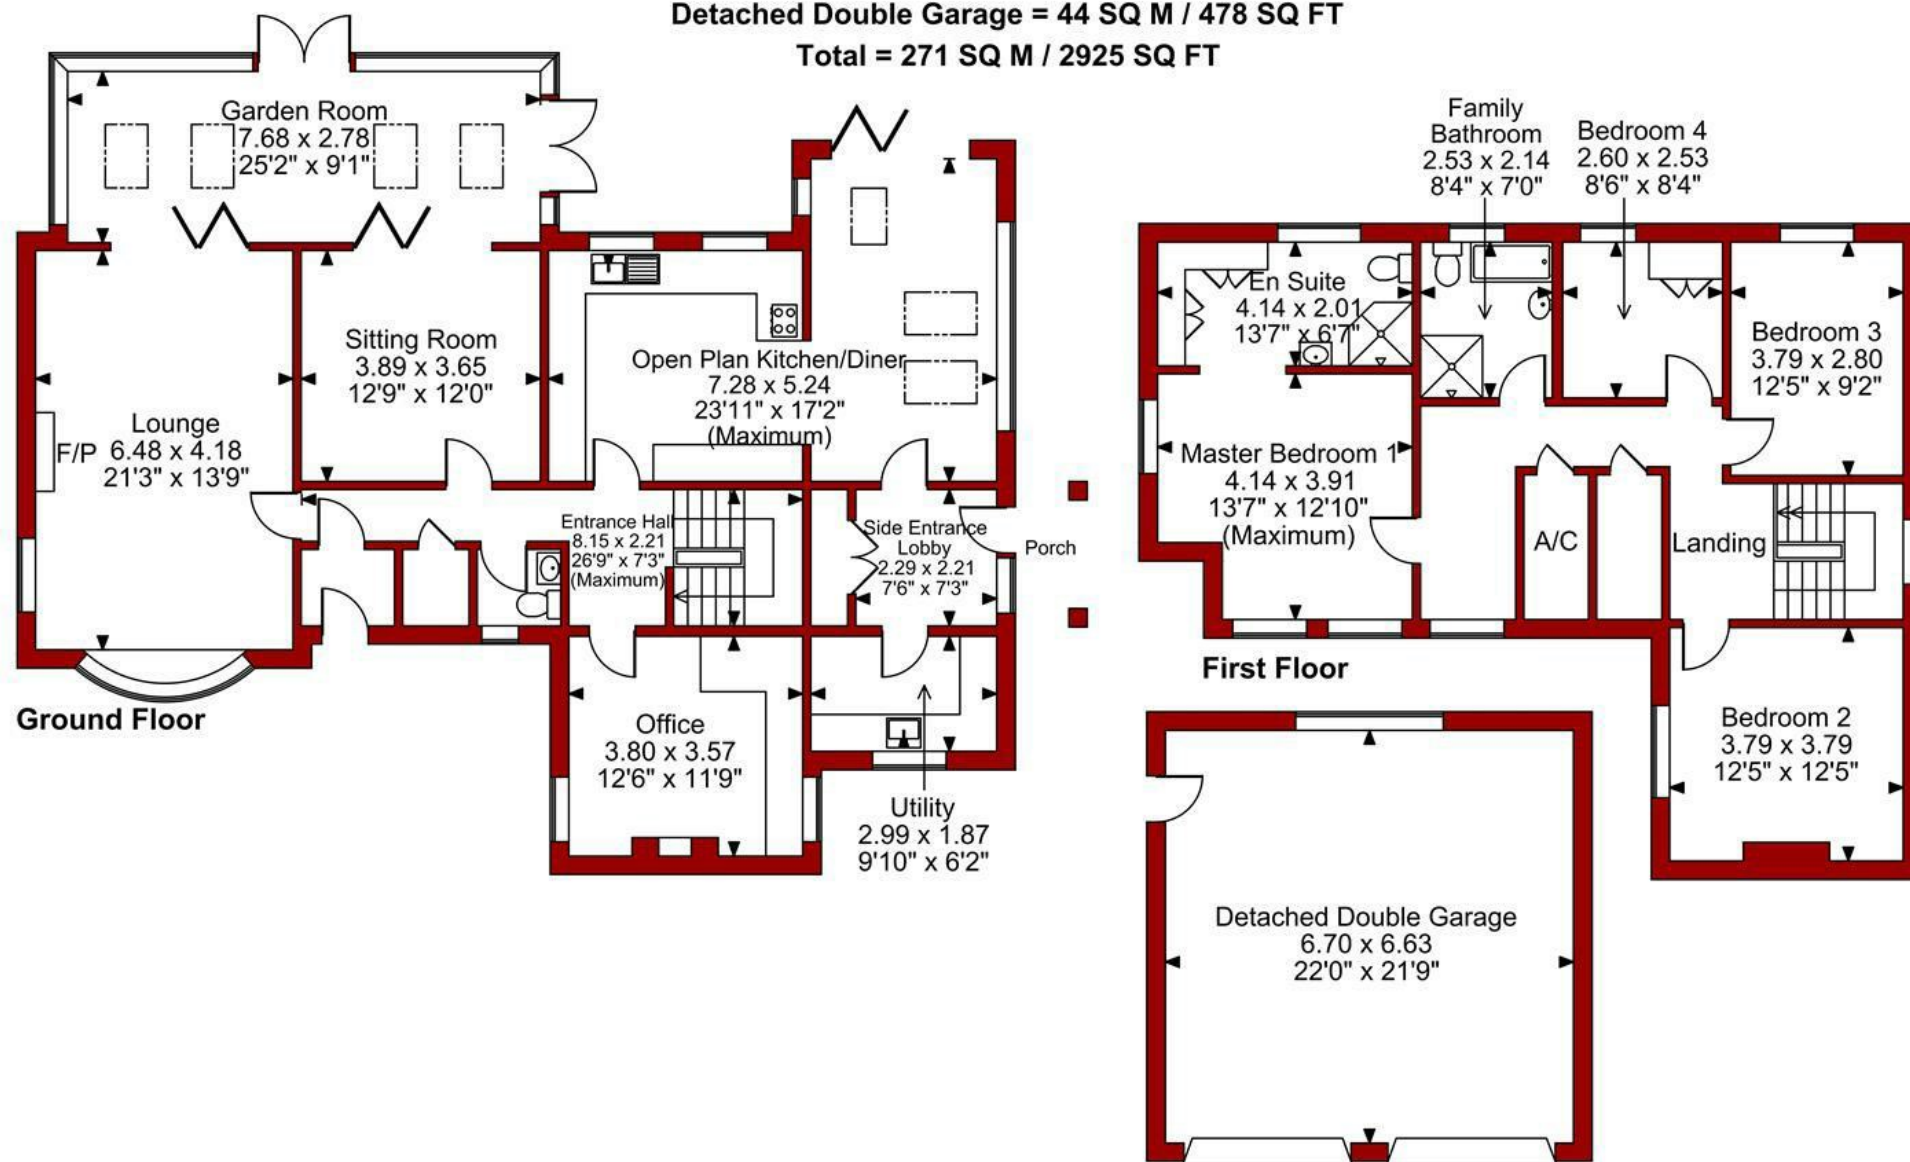 Detached Double Garage = 44 SQ M / 478 SQ FT
Total = 271 SQ M / 2925 SQ FT
Garden Room
7.68 x 2.78
25'2" x 9'1"
Sitting Room
3.89 x 3.65
12'9" x 12'0"
Open Plan Kitchen/Diner
7.28 x 5.24
23'11" x 17'2"
(Maximum)
Lounge
F/P
6.48 x 4.18
21'3" x 13'9"
Entrance Hall
8.15 x 2.21
26'9" x 7'3"
(Maximum)
Side Entrance
Lobby
2.29 x 2.21
7'6" x 7'3"
Porch
Office
3.80 x 3.57
12'6" x 11'9"
Utility
2.99 x 1.87
9'10" x 6'2"
Ground Floor
Family
Bathroom
2.53 x 2.14
8'4" x 7'0"
Bedroom 4
2.60 x 2.53
8'6" x 8'4"
En Suite
4.14 x 2.01
13'7" x 6'7"
Bedroom 3
3.79 x 2.80
12'5" x 9'2"
Master Bedroom 1
4.14 x 3.91
13'7" x 12'10"
(Maximum)
A/C
Landing
First Floor
Bedroom 2
3.79 x 3.79
12'5" x 12'5"
Detached Double Garage
6.70 x 6.63
22'0" x 21'9"